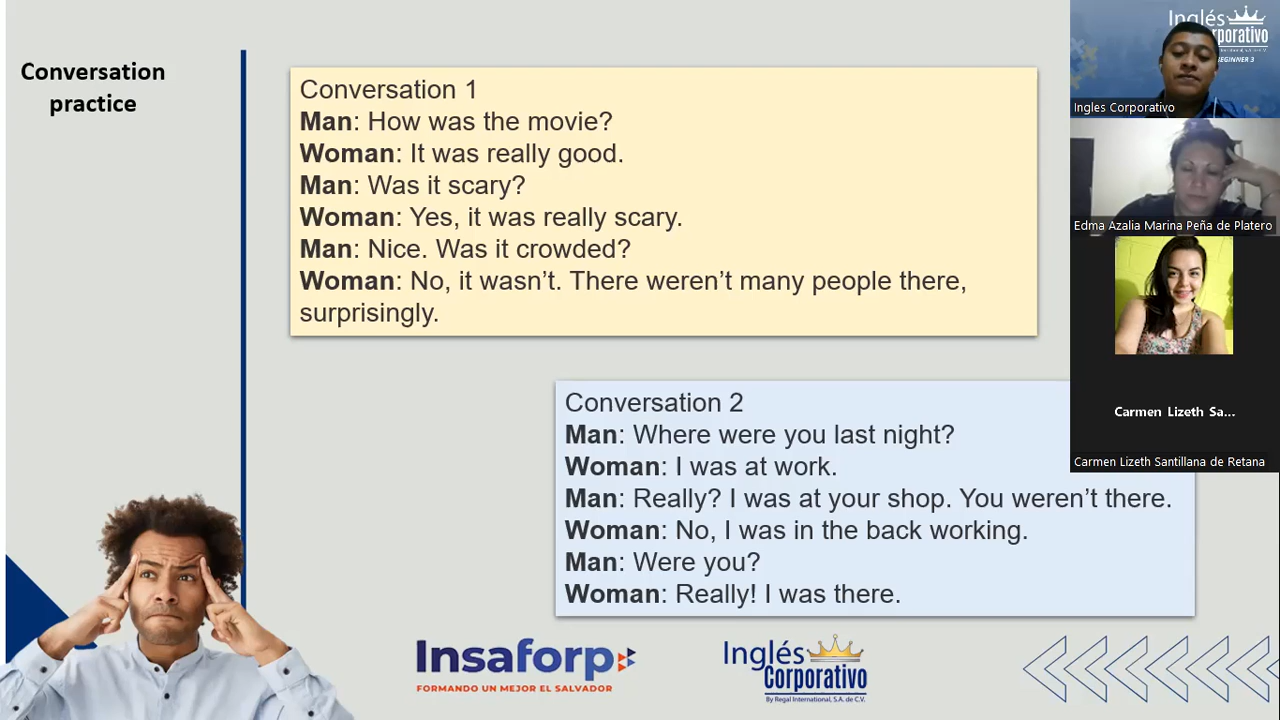 Conversation
practice
Conversation 1
Man: How was the movie?
Woman: It was really good.
Man: Was it scary?
Woman: Yes, it was really scary.
Man: Nice. Was it crowded?
Woman: No, it wasn’t. There weren’t many people there,
surprisingly.
Conversation 2
Man: Where were you last night?
Woman: I was at work.
Man: Really? I was at your shop. You weren’t there.
Woman: No, I was in the back working.
Man: Were you?
Woman: Really! I was there.
Insaforp
FORMANDO UN MEJOR EL SALVADOR
Inglés
Corporativo
By Regal International, S.A. de C.V.
Inglés
rporativo
BEGINNER 3
Ingles Corporativo
Edma Azalia Marina Peña de Platero
Carmen Lizeth Sa...
Carmen Lizeth Santillana de Retana